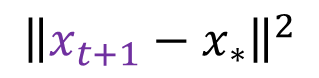 ‖x_{t+1} − x_*‖²